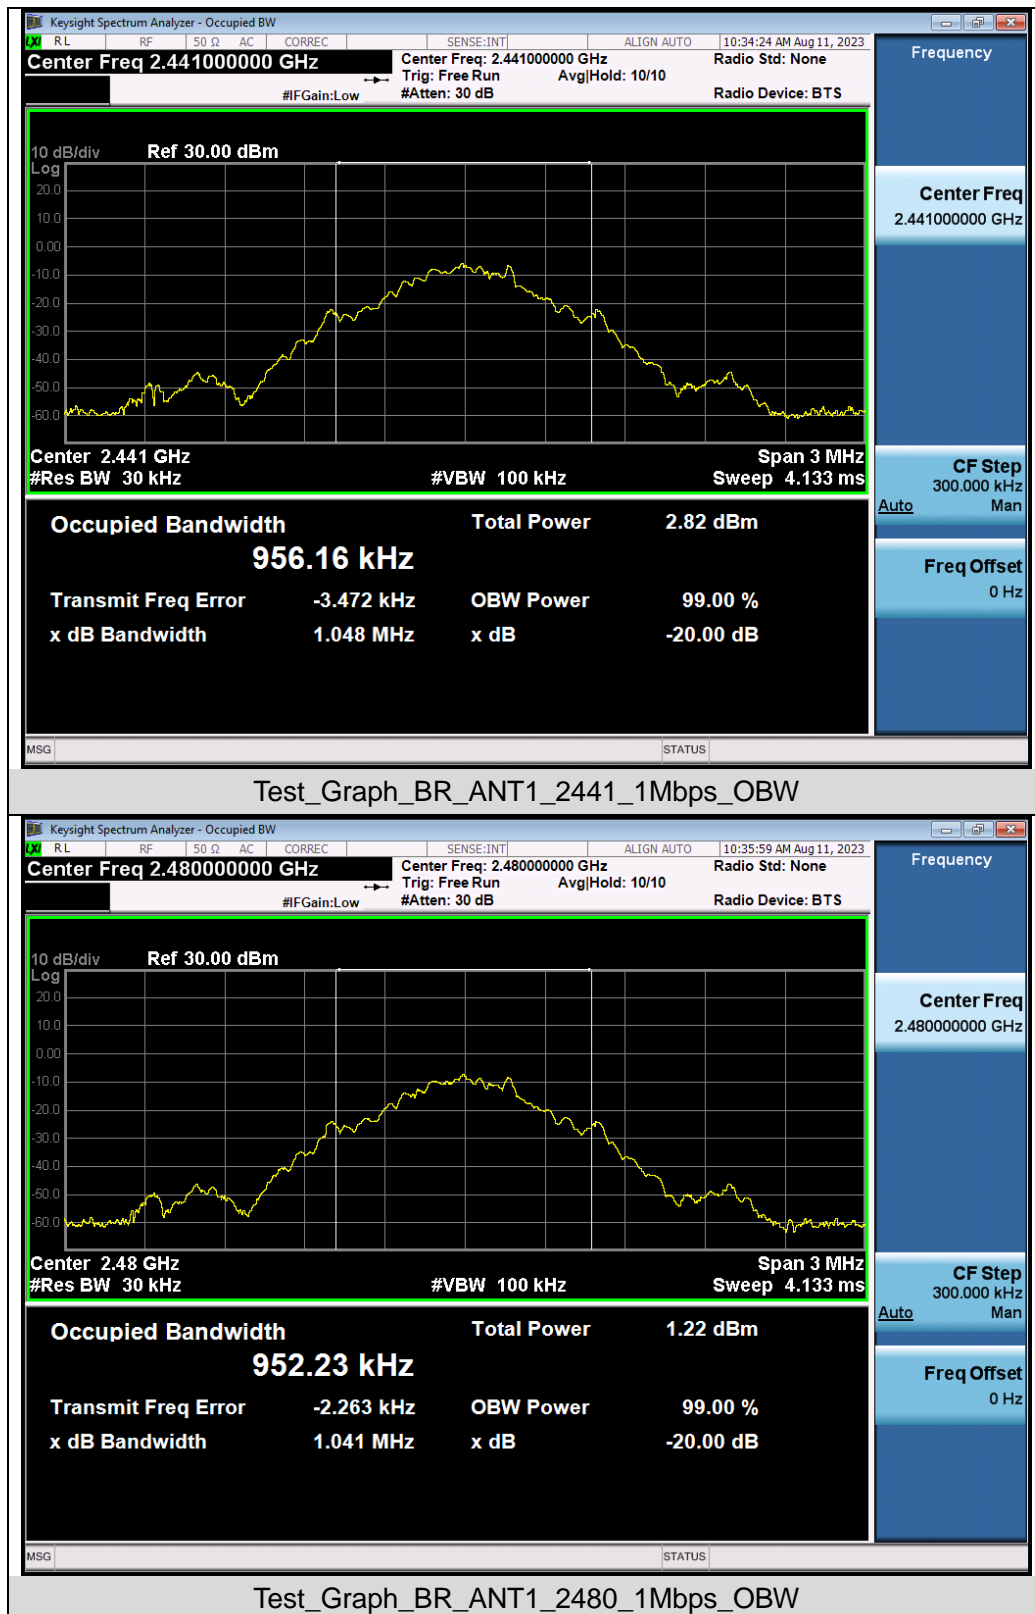 Keysight Spectrum Analyzer - Occupied BW
LXI RL RF 50 Ω AC CORREC SENSE:INT ALIGN AUTO 10:34:24 AM Aug 11, 2023
Center Freq 2.441000000 GHz
Center Freq: 2.441000000 GHz
Radio Std: None
Trig: Free Run Avg|Hold: 10/10
#IFGain:Low
#Atten: 30 dB
Radio Device: BTS
Frequency
10 dB/div Ref 30.00 dBm
Log
20.0
10.0
0.00
-10.0
-20.0
-30.0
-40.0
-50.0
-60.0
Center 2.441 GHz Span 3 MHz
#Res BW 30 kHz #VBW 100 kHz Sweep 4.133 ms
Center Freq
2.441000000 GHz
CF Step
300.000 kHz
Auto Man
Freq Offset
0 Hz
Occupied Bandwidth Total Power 2.82 dBm
956.16 kHz
Transmit Freq Error -3.472 kHz OBW Power 99.00 %
x dB Bandwidth 1.048 MHz x dB -20.00 dB
MSG STATUS
Test_Graph_BR_ANT1_2441_1Mbps_OBW
Keysight Spectrum Analyzer - Occupied BW
LXI RL RF 50 Ω AC CORREC SENSE:INT ALIGN AUTO 10:35:59 AM Aug 11, 2023
Center Freq 2.480000000 GHz
Center Freq: 2.480000000 GHz
Radio Std: None
Trig: Free Run Avg|Hold: 10/10
#IFGain:Low
#Atten: 30 dB
Radio Device: BTS
Frequency
10 dB/div Ref 30.00 dBm
Log
20.0
10.0
0.00
-10.0
-20.0
-30.0
-40.0
-50.0
-60.0
Center 2.48 GHz Span 3 MHz
#Res BW 30 kHz #VBW 100 kHz Sweep 4.133 ms
Center Freq
2.480000000 GHz
CF Step
300.000 kHz
Auto Man
Freq Offset
0 Hz
Occupied Bandwidth Total Power 1.22 dBm
952.23 kHz
Transmit Freq Error -2.263 kHz OBW Power 99.00 %
x dB Bandwidth 1.041 MHz x dB -20.00 dB
MSG STATUS
Test_Graph_BR_ANT1_2480_1Mbps_OBW